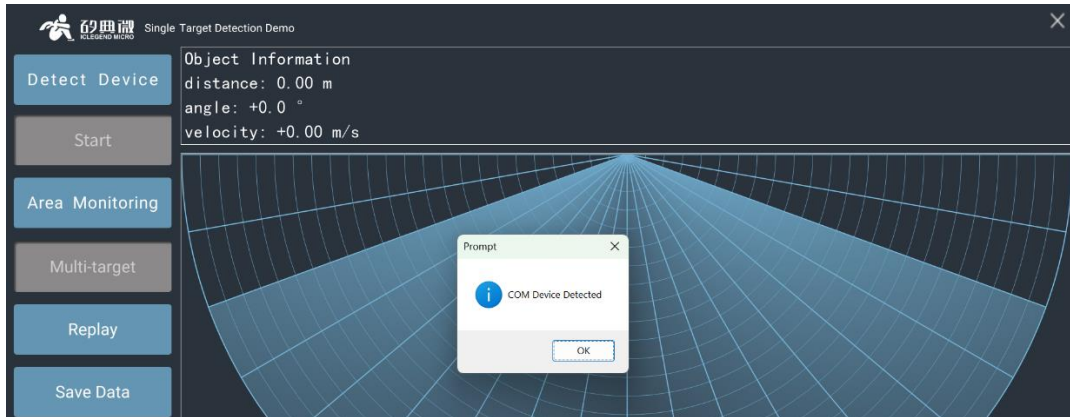 矽典微 Single Target Detection Demo
ICLEGEND MICRO
Detect Device
Start
Area Monitoring
Multi-target
Replay
Save Data
Object Information
distance: 0.00 m
angle: +0.0 °
velocity: +0.00 m/s
Prompt
COM Device Detected
OK